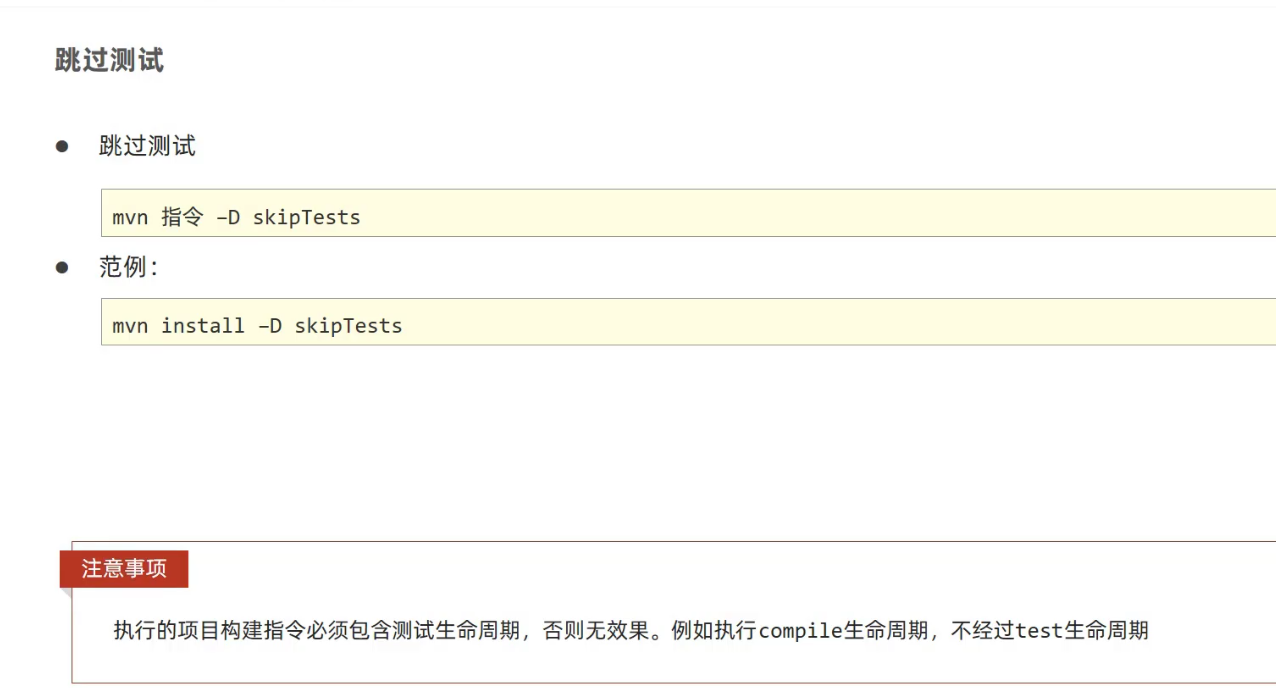 跳过测试
● 跳过测试
mvn 指令 –D skipTests
● 范例：
mvn install –D skipTests
注意事项
执行的项目构建指令必须包含测试生命周期，否则无效果。例如执行compile生命周期，不经过test生命周期